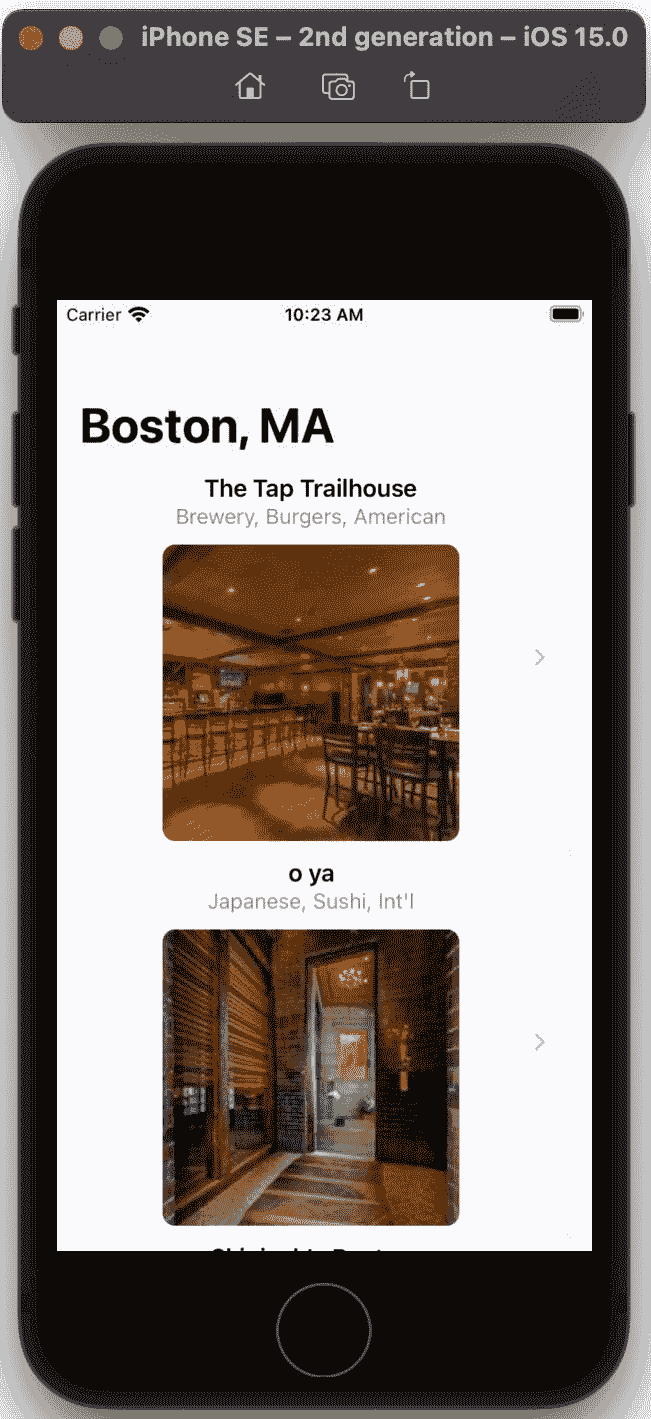 iPhone SE – 2nd generation – iOS 15.0
Carrier 10:23 AM
Boston, MA
The Tap Trailhouse
Brewery, Burgers, American
o ya
Japanese, Sushi, Int'l